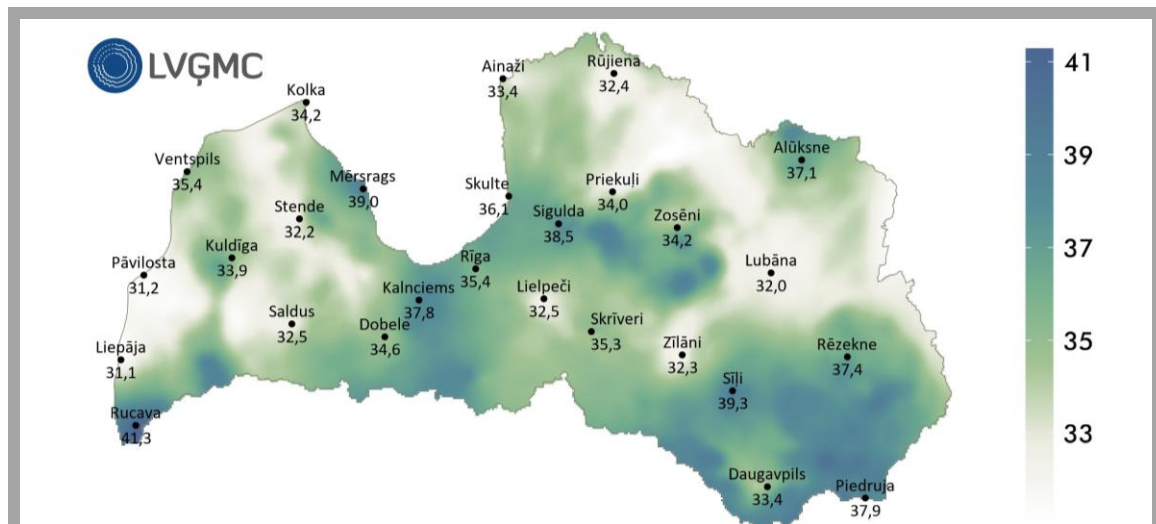 LVĢMC
Kolka
34,2
Ainaži
33,4
Rūjiena
32,4
Ventspils
35,4
Mērsrags
39,0
Stende
32,2
Kuldīga
33,9
Pāvilosta
31,2
Skulte
36,1
Sigulda
38,5
Priekuļi
34,0
Zosēni
34,2
Alūksne
37,1
Lubāna
32,0
Rīga
35,4
Kalnciems
37,8
Lielpeči
32,5
Saldus
32,5
Dobele
34,6
Skrīveri
35,3
Zīlāni
32,3
Rēzekne
37,4
Liepāja
31,1
Sīļi
39,3
Rucava
41,3
Daugavpils
33,4
Piedruja
37,9
41
39
37
35
33